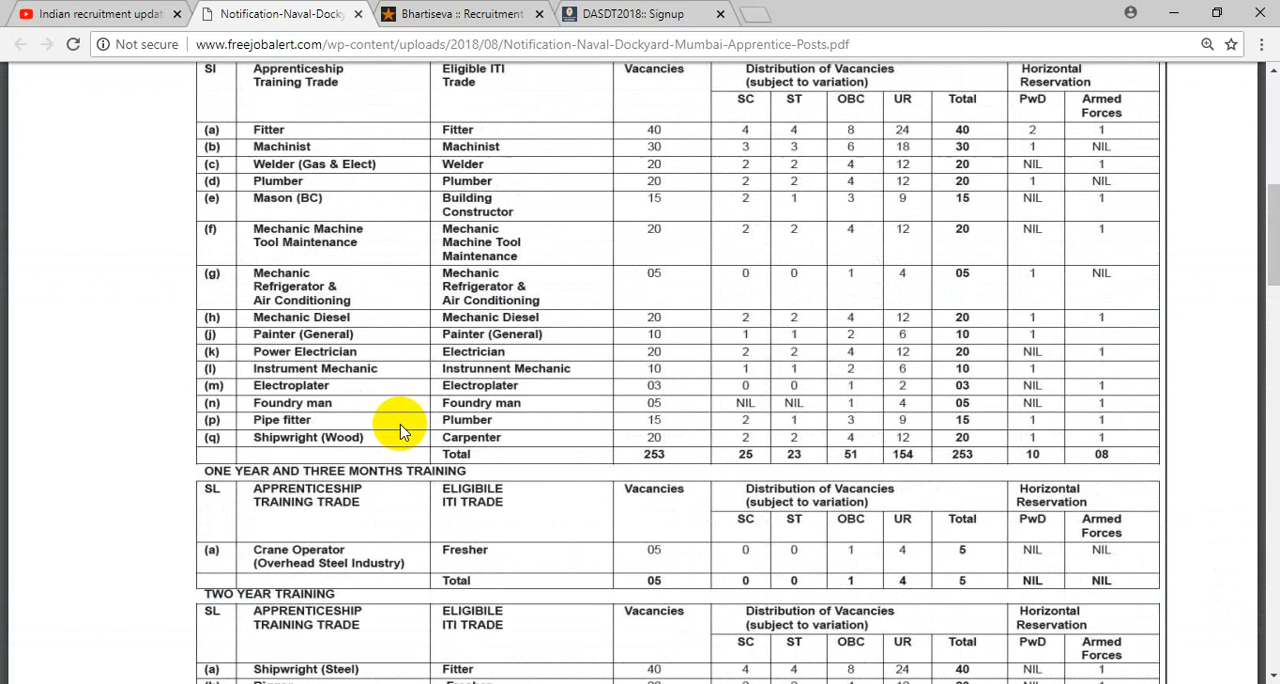 Indian recruitment updat
Notification-Naval-Docky
Bhartiseva :: Recruitment
DASDT2018:: Signup
Not secure www.freejobalert.com/wp-content/uploads/2018/08/Notification-Naval-Dockyard-Mumbai-Apprentice-Posts.pdf
Sl Apprenticeship Eligible ITI Vacancies Distribution of Vacancies Horizontal
Training Trade Trade (subject to variation) Reservation
SC ST OBC UR Total PwD Armed
Forces
(a) Fitter Fitter 40 4 4 8 24 40 2 1
(b) Machinist Machinist 30 3 3 6 18 30 1 NIL
(c) Welder (Gas & Elect) Welder 20 2 2 4 12 20 NIL 1
(d) Plumber Plumber 20 2 2 4 12 20 1 NIL
(e) Mason (BC) Building 15 2 1 3 9 15 NIL 1
Constructor
(f) Mechanic Machine Mechanic 20 2 2 4 12 20 NIL 1
Tool Maintenance Machine Tool
Maintenance
(g) Mechanic Mechanic 05 0 0 1 4 05 1 NIL
Refrigerator & Refrigerator &
Air Conditioning Air Conditioning
(h) Mechanic Diesel Mechanic Diesel 20 2 2 4 12 20 1 1
(j) Painter (General) Painter (General) 10 1 1 2 6 10 1
(k) Power Electrician Electrician 20 2 2 4 12 20 NIL 1
(l) Instrument Mechanic Instrunnent Mechanic 10 1 1 2 6 10 1
(m) Electroplater Electroplater 03 0 0 1 2 03 NIL 1
(n) Foundry man Foundry man 05 NIL NIL 1 4 05 NIL 1
(p) Pipe fitter Plumber 15 2 1 3 9 15 1 1
(q) Shipwright (Wood) Carpenter 20 2 2 4 12 20 1 1
Total 253 25 23 51 154 253 10 08
ONE YEAR AND THREE MONTHS TRAINING
SL APPRENTICESHIP ELIGIBILE Vacancies Distribution of Vacancies Horizontal
TRAINING TRADE ITI TRADE (subject to variation) Reservation
SC ST OBC UR Total PwD Armed
Forces
(a) Crane Operator Fresher 05 0 0 1 4 5 NIL NIL
(Overhead Steel Industry)
Total 05 0 0 1 4 5 NIL NIL
TWO YEAR TRAINING
SL APPRENTICESHIP ELIGIBILE Vacancies Distribution of Vacancies Horizontal
TRAINING TRADE ITI TRADE (subject to variation) Reservation
SC ST OBC UR Total PwD Armed
Forces
(a) Shipwright (Steel) Fitter 40 4 4 8 24 40 NIL 1